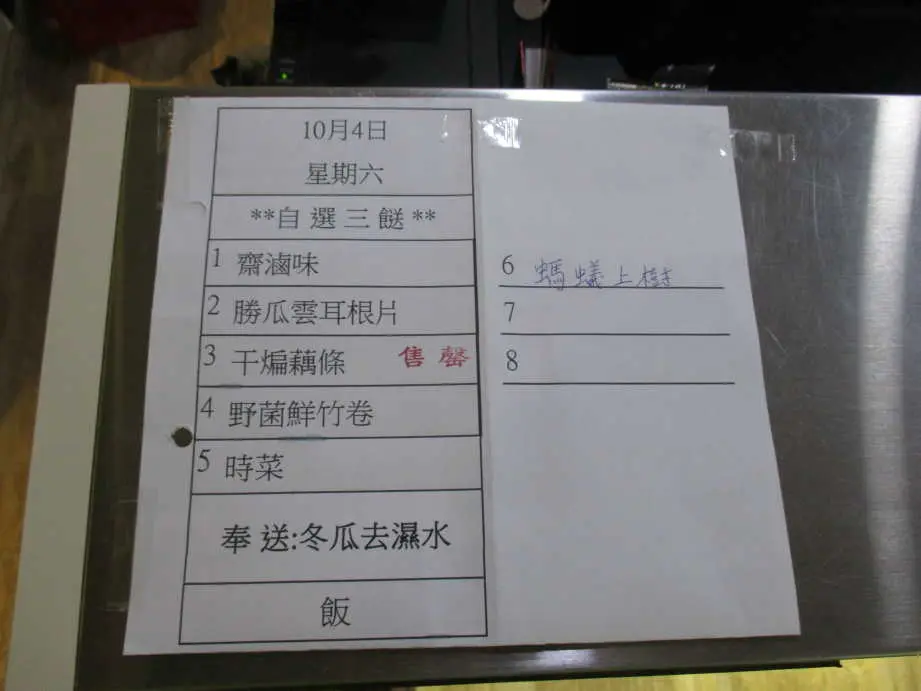 10月4日
星期六
**自選三餸**
1 齋滷味
2 勝瓜雲耳根片
3 干煸藕條 售罄
4 野菌鮮竹卷
5 時菜
奉送:冬瓜去濕水
飯
6 螞蟻上樹
7
8